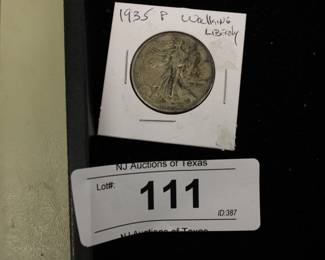 1935 P Walking
Liberty
NJ Auctions of Texas
Lot#:
111
ID:387
NJ Auctions of Texas